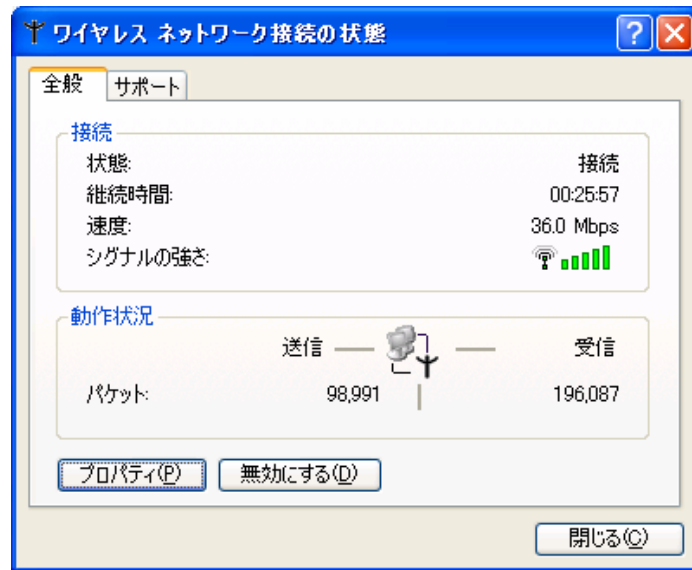 ワイヤレス ネットワーク接続の状態
全般 サポート
接続
状態: 接続
継続時間: 00:25:57
速度: 36.0 Mbps
シグナルの強さ:
動作状況
送信 受信
パケット: 98,991 196,087
プロパティ(P) 無効にする(D)
閉じる(C)